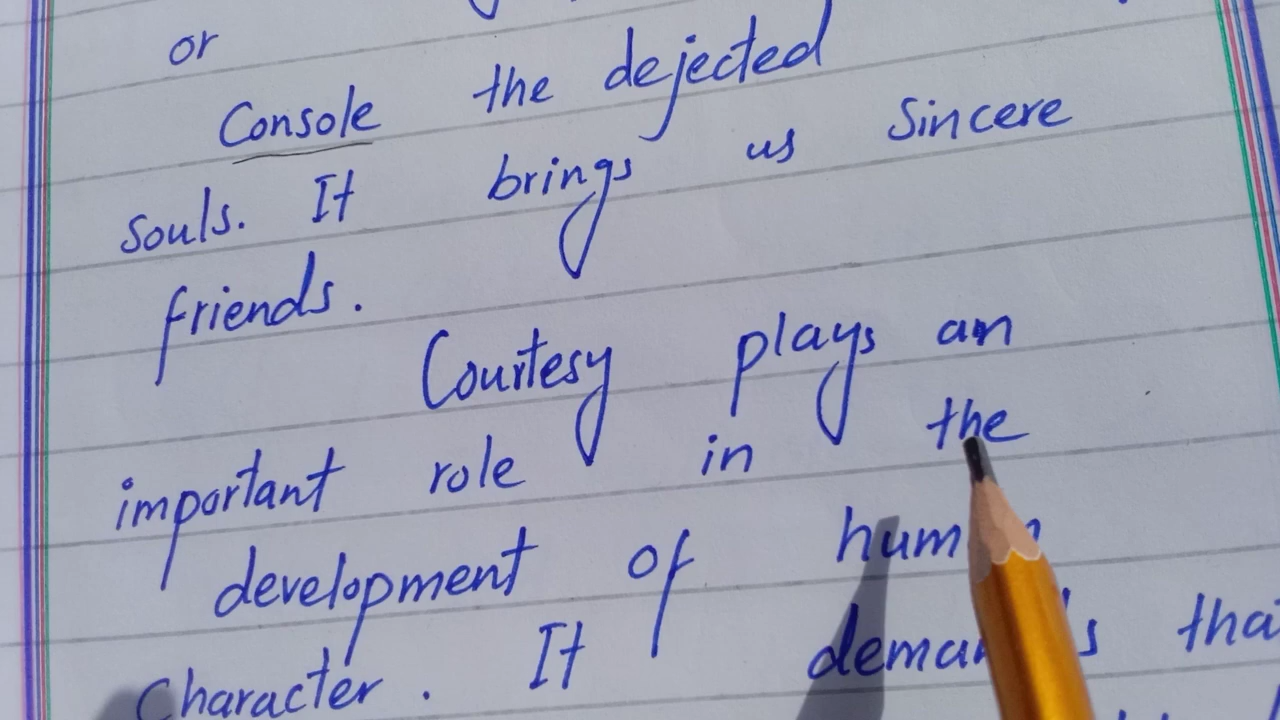 or
Console the dejected
souls. It brings us Sincere
friends.
Courtesy plays an
important role in the
development of
Character. It